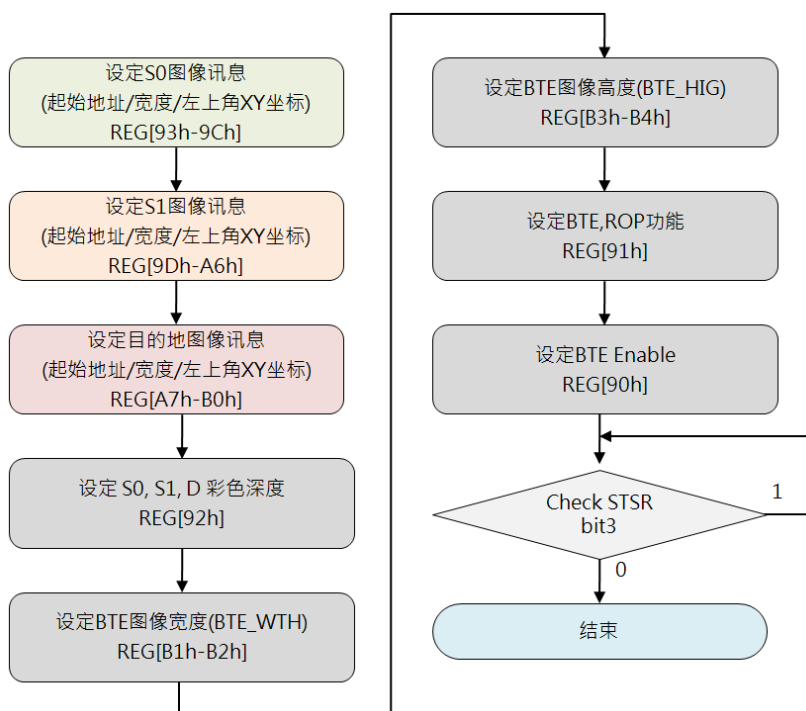 设定S0图像讯息
(起始地址/宽度/左上角XY坐标)
REG[93h-9Ch]
设定S1图像讯息
(起始地址/宽度/左上角XY坐标)
REG[9Dh-A6h]
设定目的地图像讯息
(起始地址/宽度/左上角XY坐标)
REG[A7h-B0h]
设定 S0, S1, D 彩色深度
REG[92h]
设定BTE图像宽度(BTE_WTH)
REG[B1h-B2h]
设定BTE图像高度(BTE_HIG)
REG[B3h-B4h]
设定BTE,ROP功能
REG[91h]
设定BTE Enable
REG[90h]
Check STSR
bit3
1
0
结束